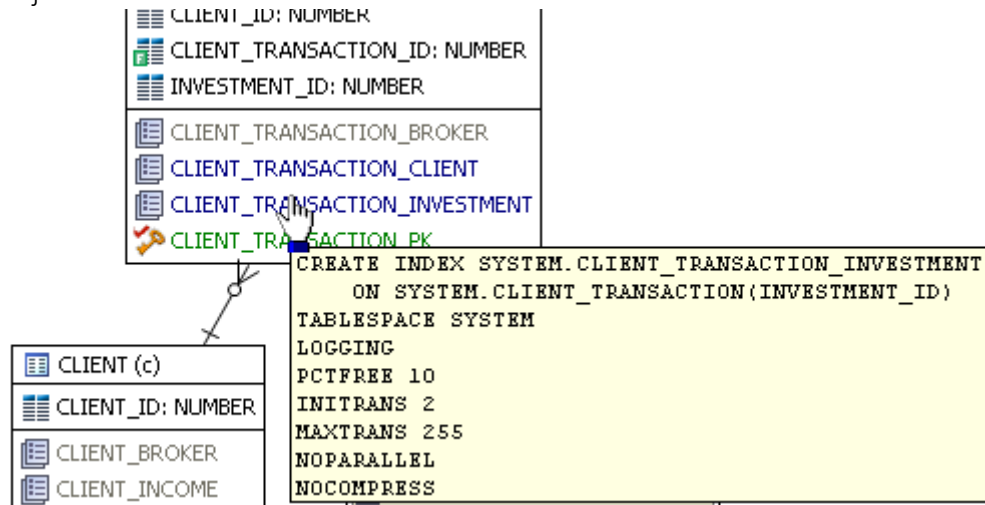 CLIENT_ID: NUMBER
CLIENT_TRANSACTION_ID: NUMBER
INVESTMENT_ID: NUMBER
CLIENT_TRANSACTION_BROKER
CLIENT_TRANSACTION_CLIENT
CLIENT_TRANSACTION_INVESTMENT
CLIENT_TRANSACTION_PK
CREATE INDEX SYSTEM.CLIENT_TRANSACTION_INVESTMENT
ON SYSTEM.CLIENT_TRANSACTION(INVESTMENT_ID)
TABLESPACE SYSTEM
LOGGING
PCTFREE 10
INITRANS 2
MAXTRANS 255
NOPARALLEL
NOCOMPRESS
CLIENT (c)
CLIENT_ID: NUMBER
CLIENT_BROKER
CLIENT_INCOME